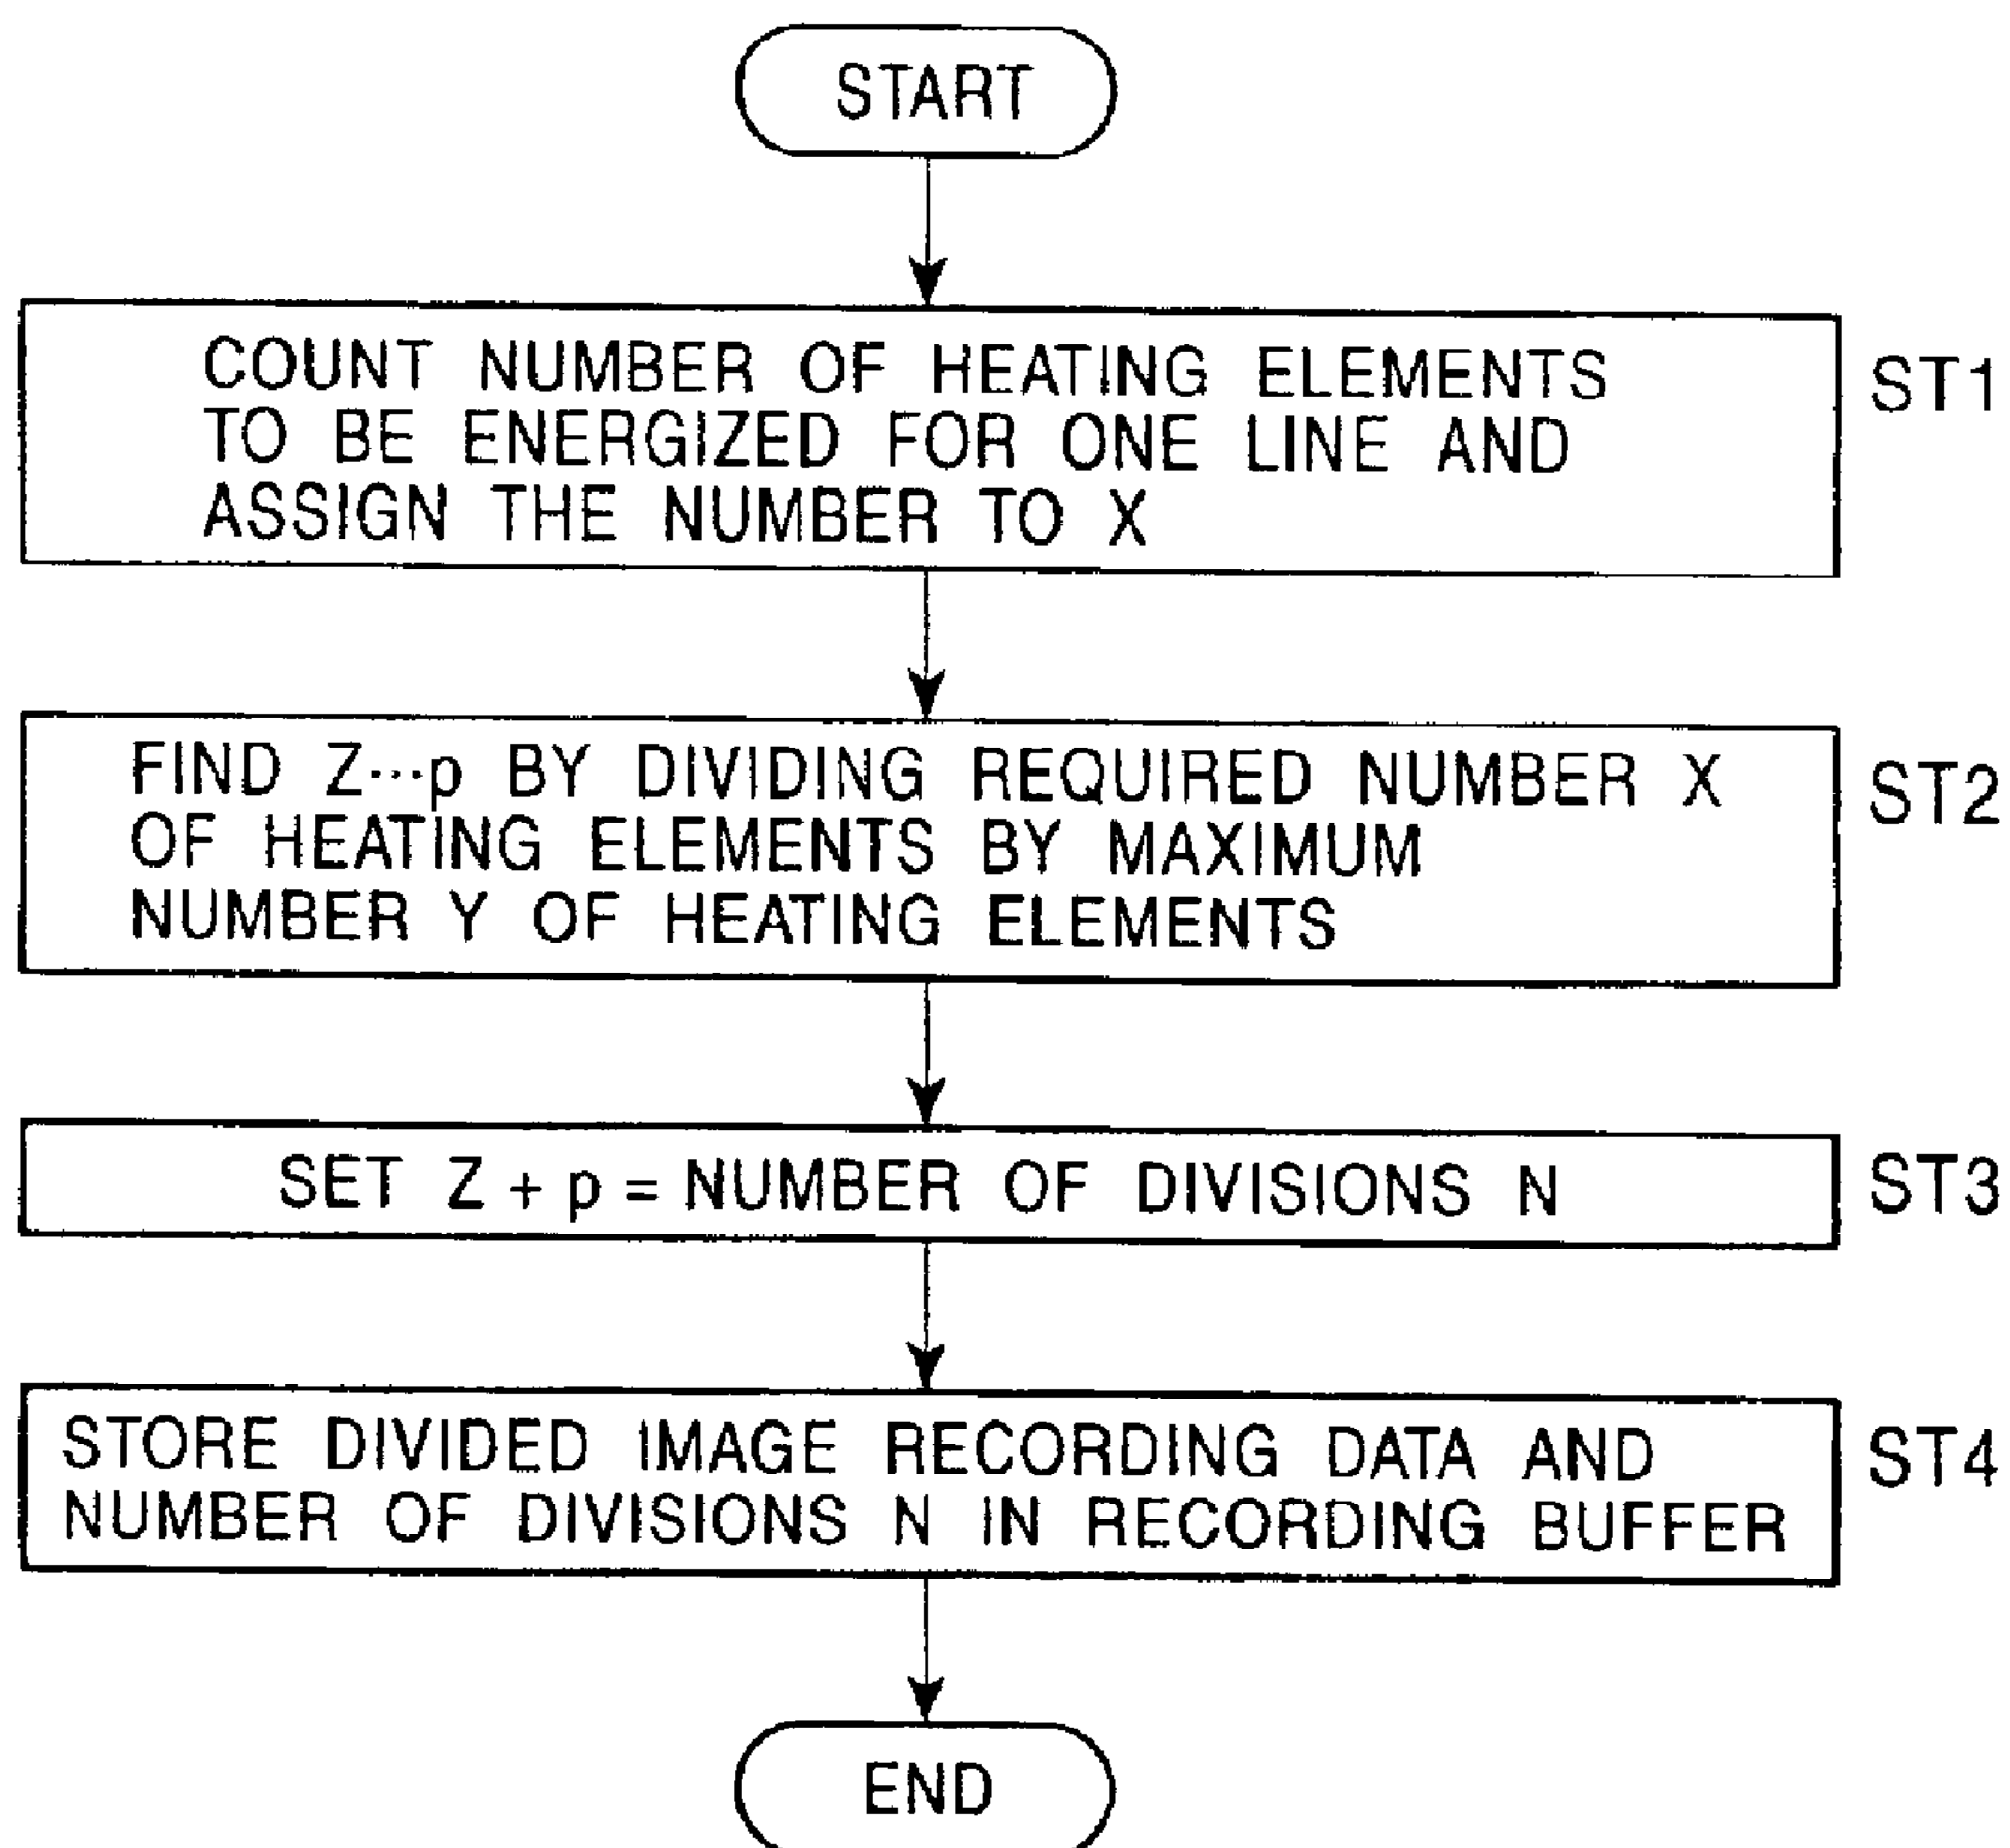 START
COUNT NUMBER OF HEATING ELEMENTS
TO BE ENERGIZED FOR ONE LINE AND
ASSIGN THE NUMBER TO X
ST1
FIND Z···p BY DIVIDING REQUIRED NUMBER X
OF HEATING ELEMENTS BY MAXIMUM
NUMBER Y OF HEATING ELEMENTS
ST2
SET Z + p = NUMBER OF DIVISIONS N
ST3
STORE DIVIDED IMAGE RECORDING DATA AND
NUMBER OF DIVISIONS N IN RECORDING BUFFER
ST4
END